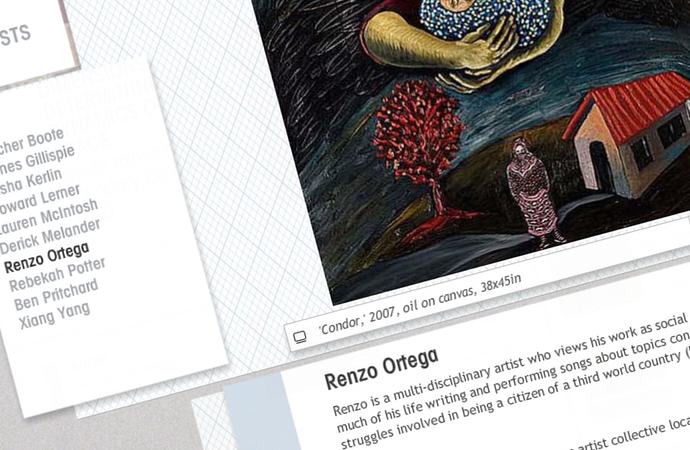 STS
cher Boote
nes Gillispie
sha Kerlin
oward Lerner
auren McIntosh
Derick Melander
Renzo Ortega
Rebekah Potter
Ben Pritchard
Xiang Yang
'Condor,' 2007, oil on canvas, 38x45in
Renzo Ortega
Renzo is a multi-disciplinary artist who views his work as social
much of his life writing and performing songs about topics con
struggles involved in being a citizen of a third world country (
artist collective loca